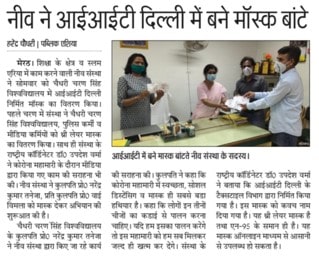 नीव ने आईआईटी दिल्ली में बने मॉस्क बांटे
हरेंद्र चौधरी | पब्लिक एशिया
मेरठ। शिक्षा के क्षेत्र व स्लम
एरिया में काम करने वाली नीव संस्था
ने सोमवार को चैधरी चरण सिंह
विश्वविद्यालय में आईआईटी दिल्ली
निर्मित मॉस्क का वितरण किया।
पहले चरण में संस्था ने चैधरी चरण
सिंह विश्वविद्यालय, पुलिस कर्मी व
मीडिया कर्मियों को थ्री लेयर मास्क
का वितरण किया। साथ ही संस्था के
राष्ट्रीय कॉर्डिनेटर डॉ0 उपदेश वर्मा
ने कोरोना महामारी के दौरान मीडिया
द्वारा किया गए काम की सराहना भी
की। नीव संस्था ने कुलपति प्रो0 नरेंद्र
कुमार तनेजा, प्रति कुलपति प्रो0 वाई
विमला को मास्क देकर अभियान की
शुरूआत की है।
चैधरी चरण सिंह विश्वविद्यालय
के कुलपति प्रो0 नरेंद्र कुमार तनेजा
ने नीव संस्था द्वारा किए जा रहे कार्य
आईआईटी में बने मास्क बांटते नीव संस्था के सदस्य।
की सराहना की। कुलपति ने कहा कि
कोरोना महामारी में स्वच्छता, सोशल
डिस्टेंसिंग व मास्क ही सबसे बडा
हथियार है। कहा कि लोगों इन तीनों
चीजों का कडाई से पालन करना
चाहिए। यदि हम इसका पालन करेंगे
तो इस महामारी को हम सब मिलकर
जल्द ही खत्म कर देंगे। संस्था के
राष्ट्रीय कॉर्डिनेटर डॉ0 उपदेश वर्मा
ने बताया कि आईआईटी दिल्ली के
टैक्सटाइल विभाग द्वारा निर्मित किया
गया है। इस मास्क को कवच नाम
दिया गया है। यह थ्री लेयर मास्क है
तथा एन-95 के समान ही है। यह
मास्क ऑनलाइन माध्यम से आसानी
से उपलब्ध हो सकता है।